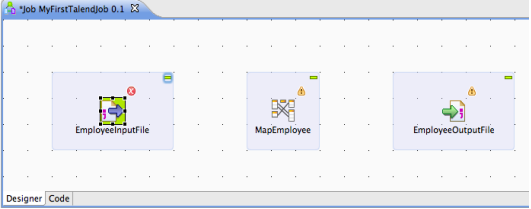 *Job MyFirstTalendJob 0.1
EmployeeInputFile
MapEmployee
EmployeeOutputFile
Designer
Code